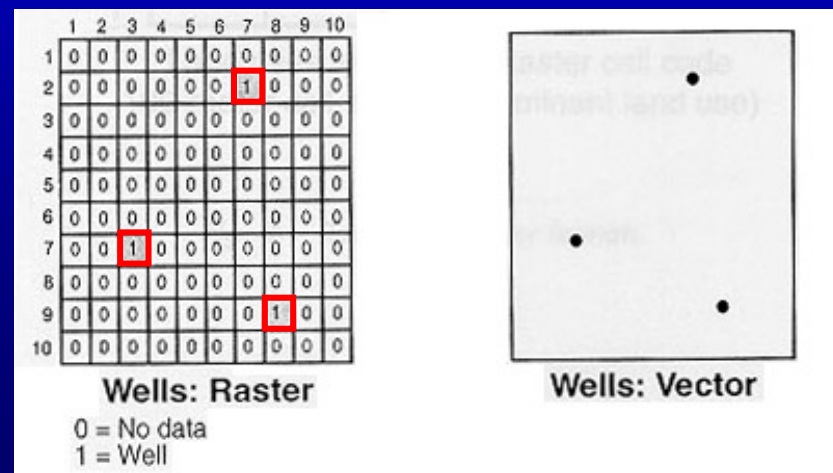 1 2 3 4 5 6 7 8 9 10
1 0 0 0 0 0 0 0 0 0 0
2 0 0 0 0 0 0 1 0 0 0
3 0 0 0 0 0 0 0 0 0 0
4 0 0 0 0 0 0 0 0 0 0
5 0 0 0 0 0 0 0 0 0 0
6 0 0 0 0 0 0 0 0 0 0
7 0 0 1 0 0 0 0 0 0 0
8 0 0 0 0 0 0 0 0 0 0
9 0 0 0 0 0 0 0 1 0 0
10 0 0 0 0 0 0 0 0 0 0
Wells: Raster
0 = No data
1 = Well
aster cell code
minant land use)
Wells: Vector